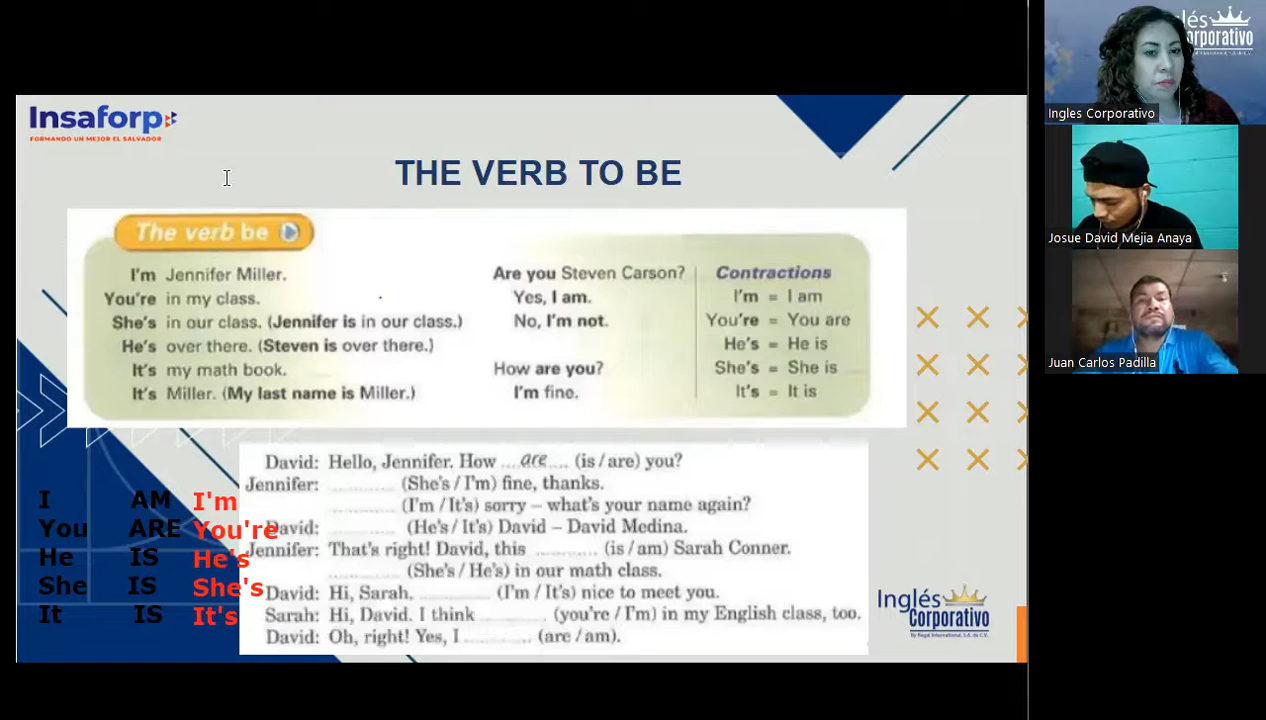 Insaforp
FORMANDO UN MEJOR EL SALVADOR
THE VERB TO BE
The verb be
I'm Jennifer Miller.
You're in my class.
She's in our class. (Jennifer is in our class.)
He's over there. (Steven is over there.)
It's my math book.
It's Miller. (My last name is Miller.)
Are you Steven Carson?
Yes, I am.
No, I'm not.
How are you?
I'm fine.
Contractions
I'm = I am
You're = You are
He's = He is
She's = She is
It's = It is
I AM I'm
You ARE You're
He IS He's
She IS She's
It IS It's
David: Hello, Jennifer. How ....are.... (is / are) you?
Jennifer: .............. (She's / I'm) fine, thanks.
.............. (I'm / It's) sorry – what's your name again?
David: .............. (He's / It's) David – David Medina.
Jennifer: That's right! David, this .............. (is / am) Sarah Conner.
.............. (She's / He's) in our math class.
David: Hi, Sarah. .............. (I'm / It's) nice to meet you.
Sarah: Hi, David. I think .............. (you're / I'm) in my English class, too.
David: Oh, right! Yes, I .............. (are / am).
Inglés
Corporativo
By Regal International, S.A. de C.V.
lés
orporativo
Ingles Corporativo
Josue David Mejia Anaya
Juan Carlos Padilla